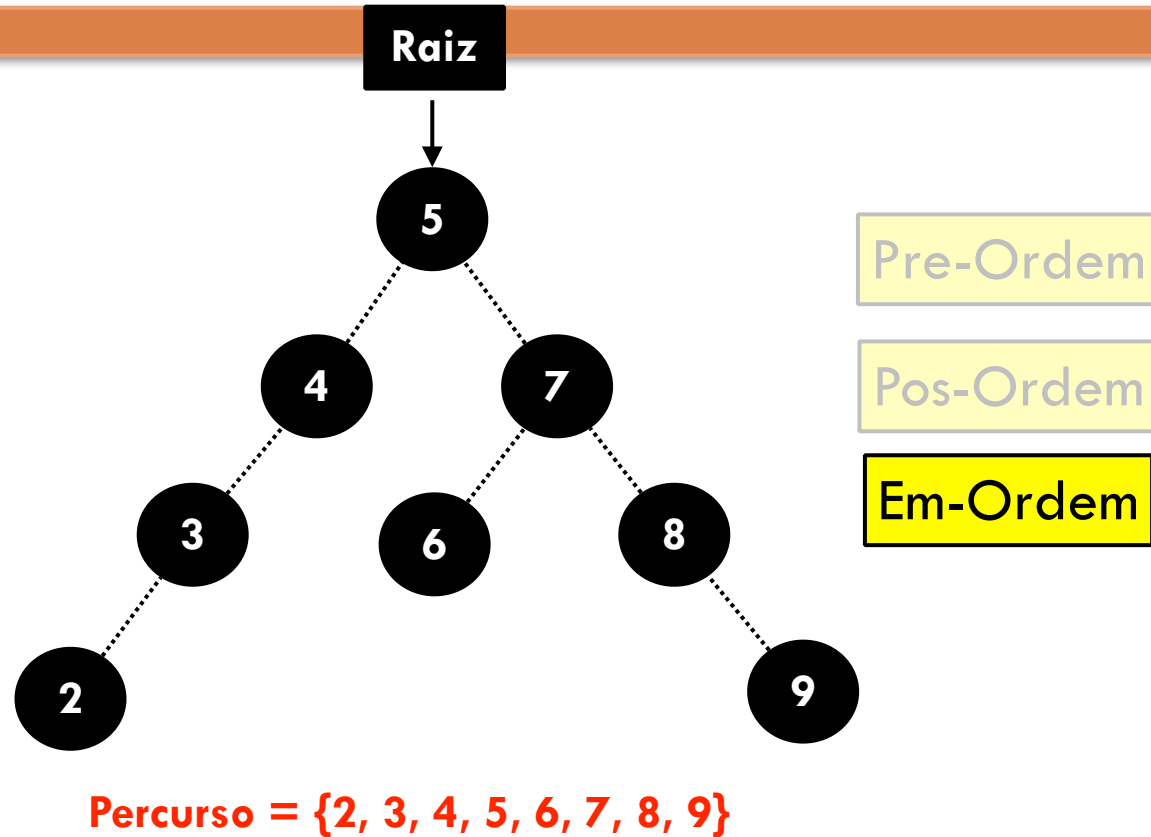 Raiz
5
Pre-Ordem
4
7
Pos-Ordem
Em-Ordem
3
6
8
2
9
Percurso = {2, 3, 4, 5, 6, 7, 8, 9}